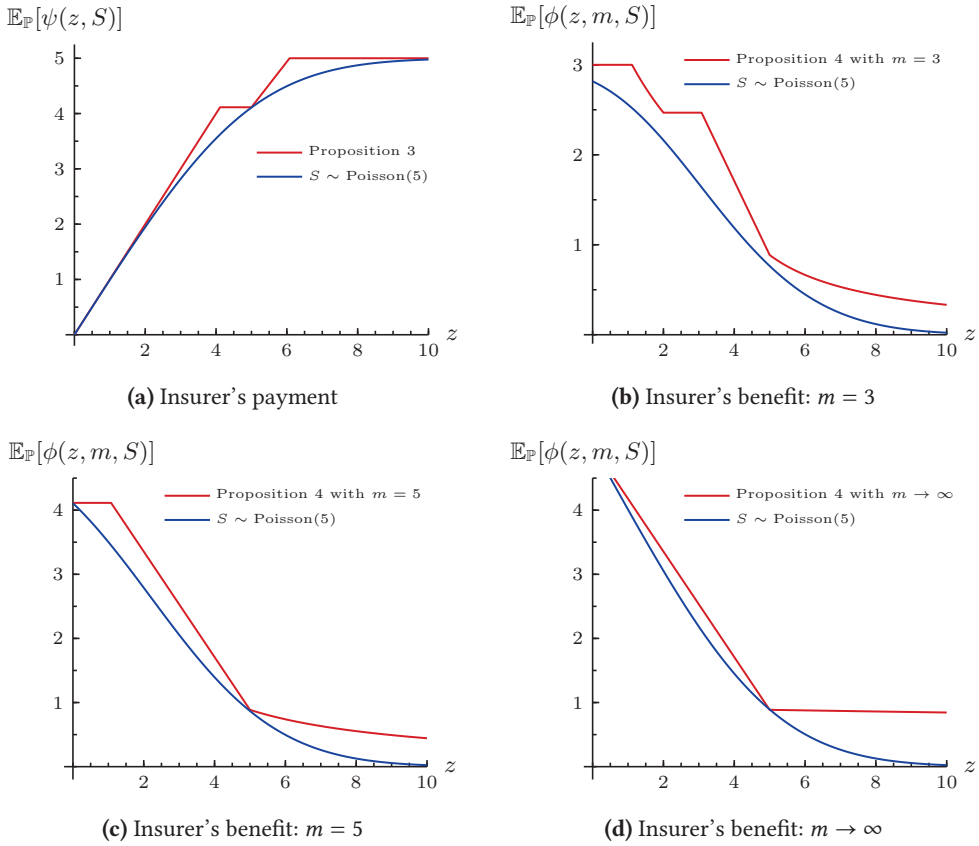 𝔼ℙ[ψ(z, S)]
5
4
3
2
1
2
4
6
8
10
z
Proposition 3
S ∼ Poisson(5)
(a) Insurer's payment
𝔼ℙ[ϕ(z, m, S)]
3
2
1
2
4
6
8
10
z
Proposition 4 with m = 3
S ∼ Poisson(5)
(b) Insurer's benefit: m = 3
𝔼ℙ[ϕ(z, m, S)]
4
3
2
1
2
4
6
8
10
z
Proposition 4 with m = 5
S ∼ Poisson(5)
(c) Insurer's benefit: m = 5
𝔼ℙ[ϕ(z, m, S)]
4
3
2
1
2
4
6
8
10
z
Proposition 4 with m → ∞
S ∼ Poisson(5)
(d) Insurer's benefit: m → ∞